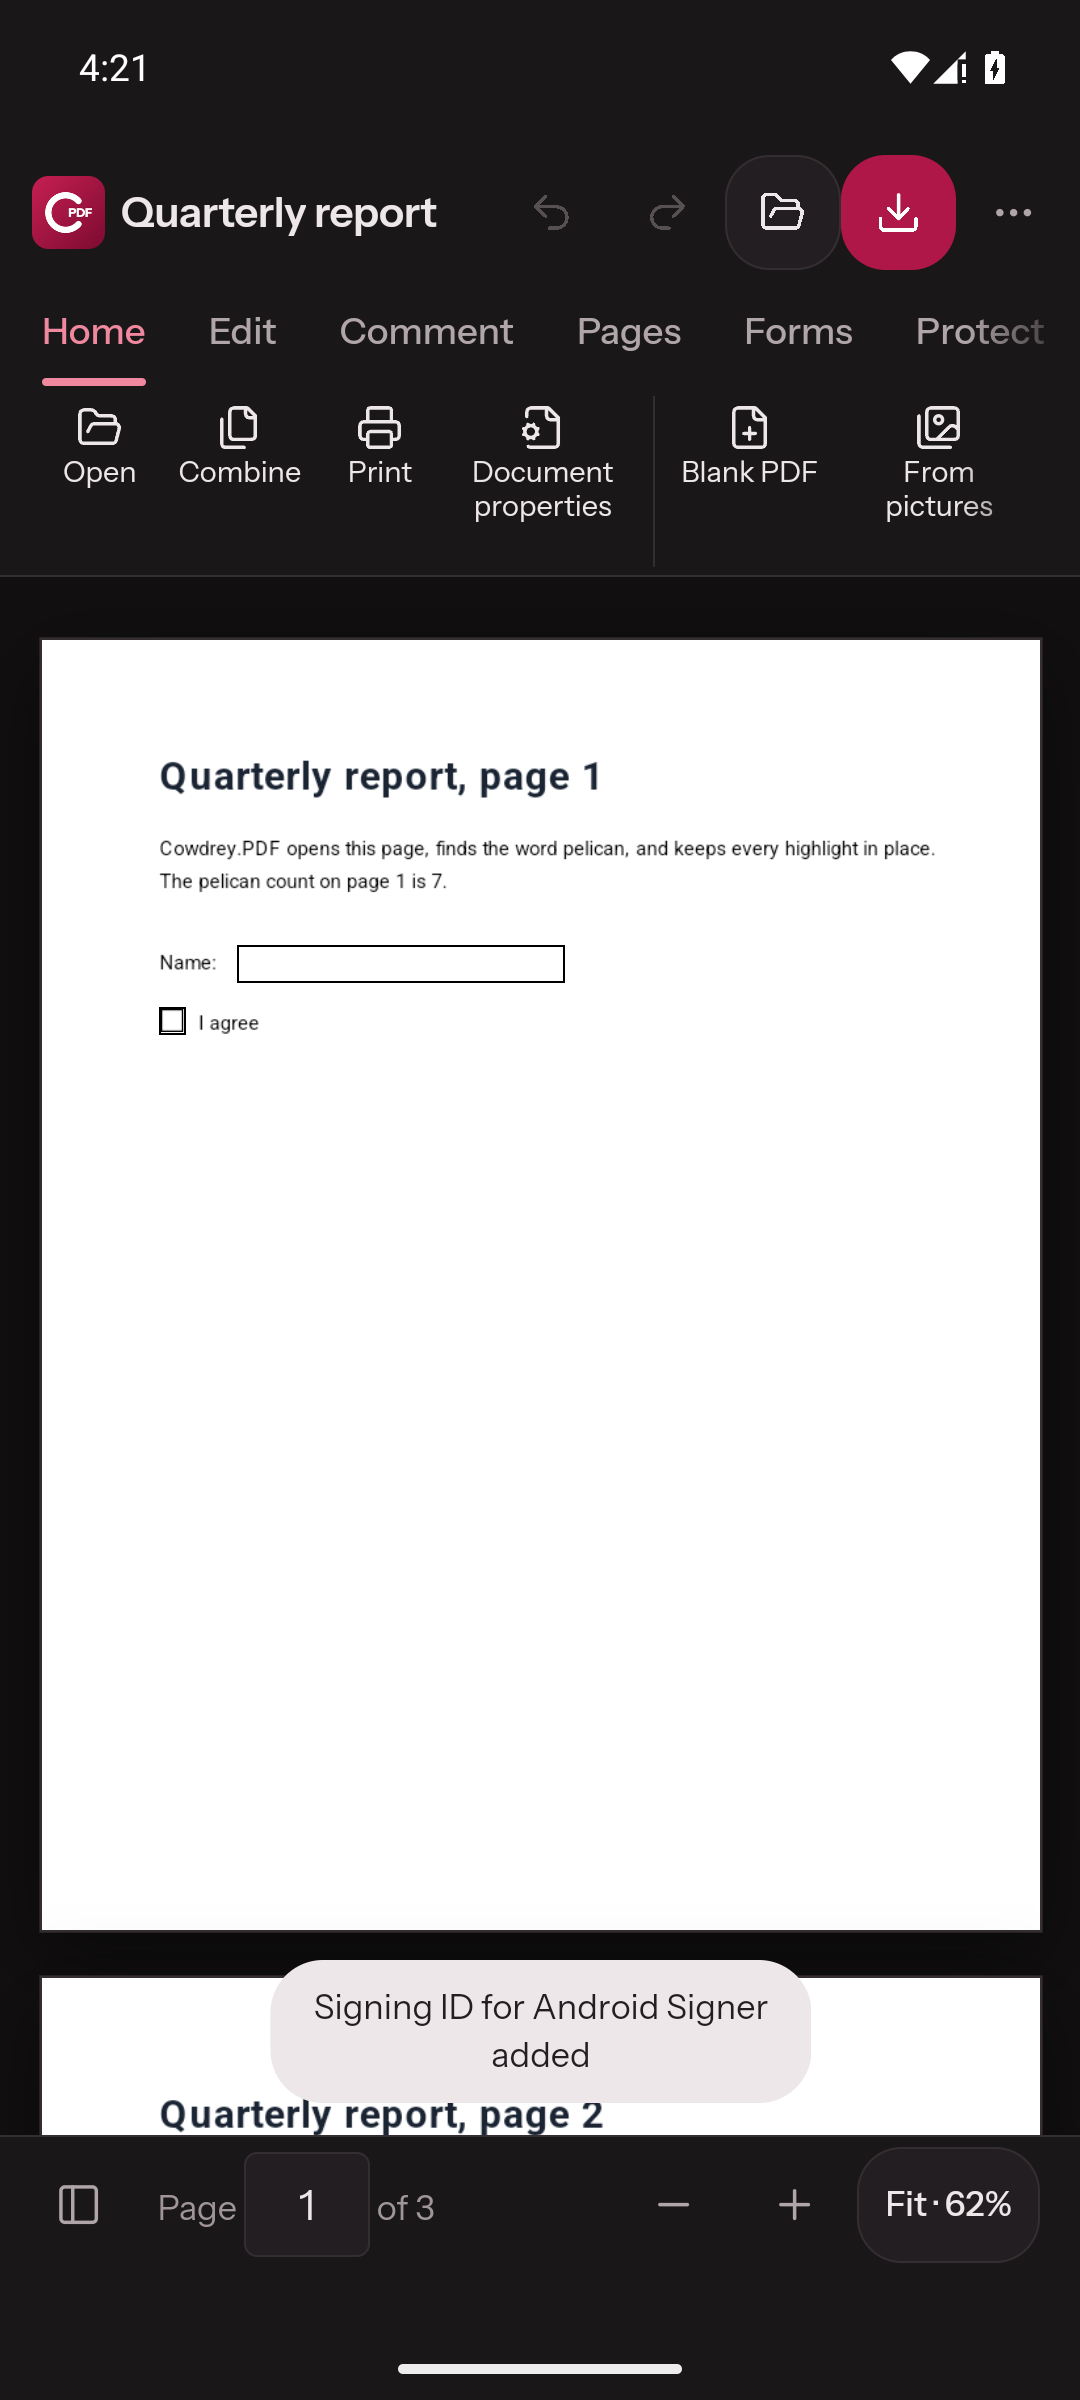 4:21
PDF
Quarterly report
Home Edit Comment Pages Forms Protect
Open Combine Print Document properties Blank PDF From pictures
Quarterly report, page 1
Cowdrey.PDF opens this page, finds the word pelican, and keeps every highlight in place.
The pelican count on page 1 is 7.
Name:
I agree
Signing ID for Android Signer
added
Quarterly report, page 2
Page 1 of 3 Fit · 62%